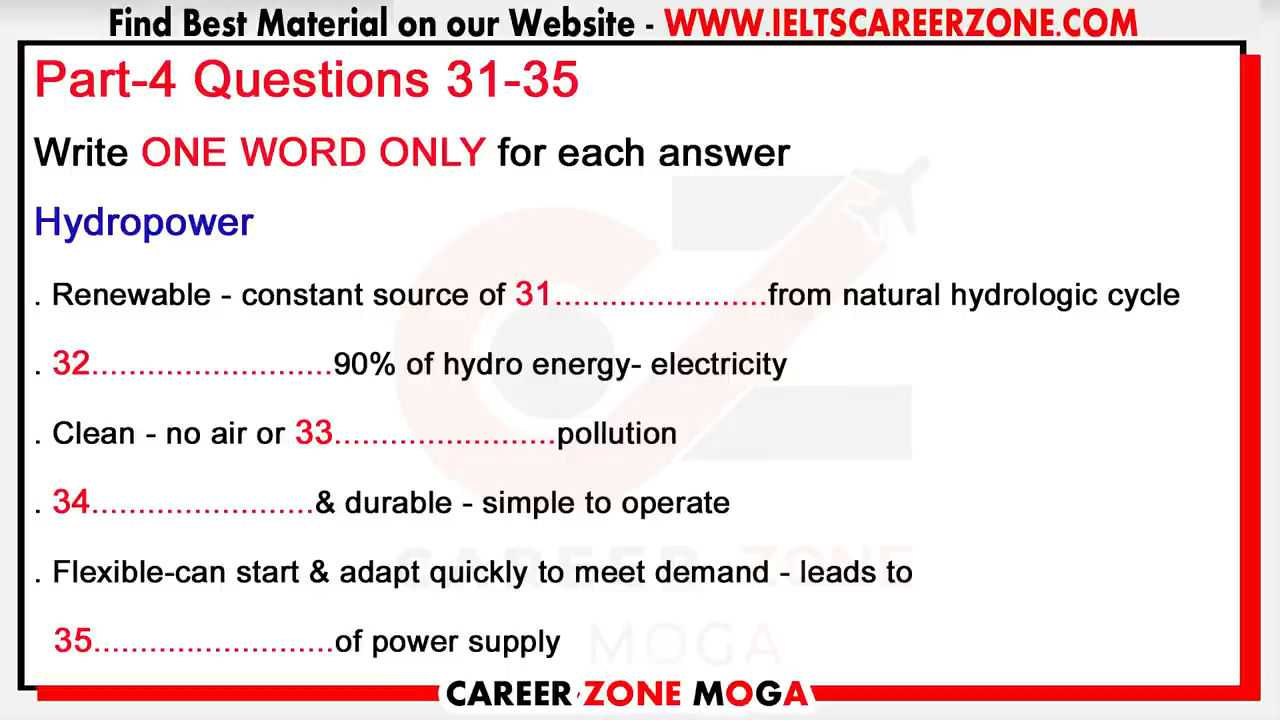 Find Best Material on our Website - WWW.IELTSCAREERZONE.COM
Part-4 Questions 31-35
Write ONE WORD ONLY for each answer
Hydropower
. Renewable - constant source of 31.......................from natural hydrologic cycle
. 32..........................90% of hydro energy- electricity
. Clean - no air or 33........................pollution
. 34........................& durable - simple to operate
. Flexible-can start & adapt quickly to meet demand - leads to
35..........................of power supply
CAREER ZONE
MOGA
CAREER ZONE MOGA